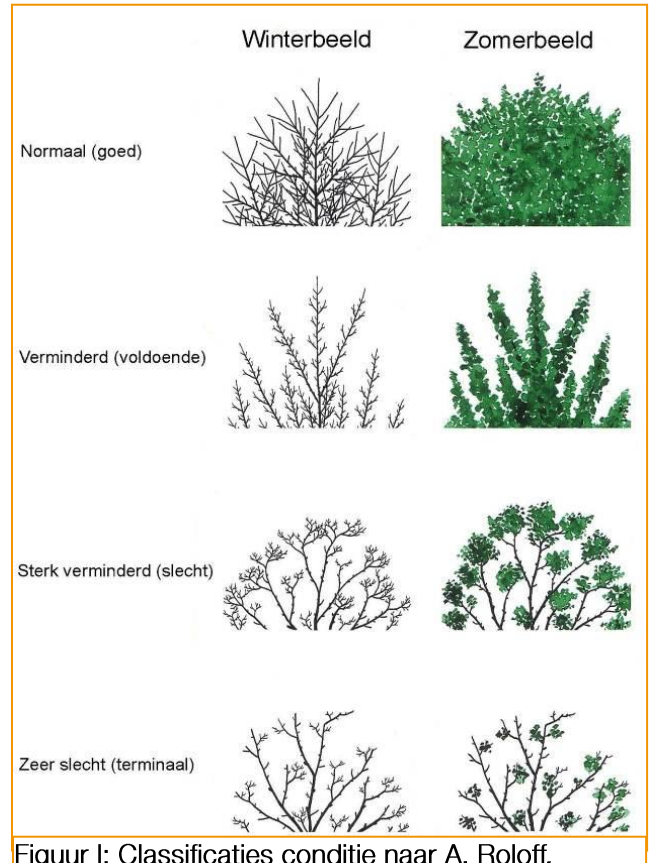 Winterbeeld Zomerbeeld
Normaal (goed)
Verminderd (voldoende)
Sterk verminderd (slecht)
Zeer slecht (terminaal)
Figuur I: Classificaties conditie naar A. Roloff,